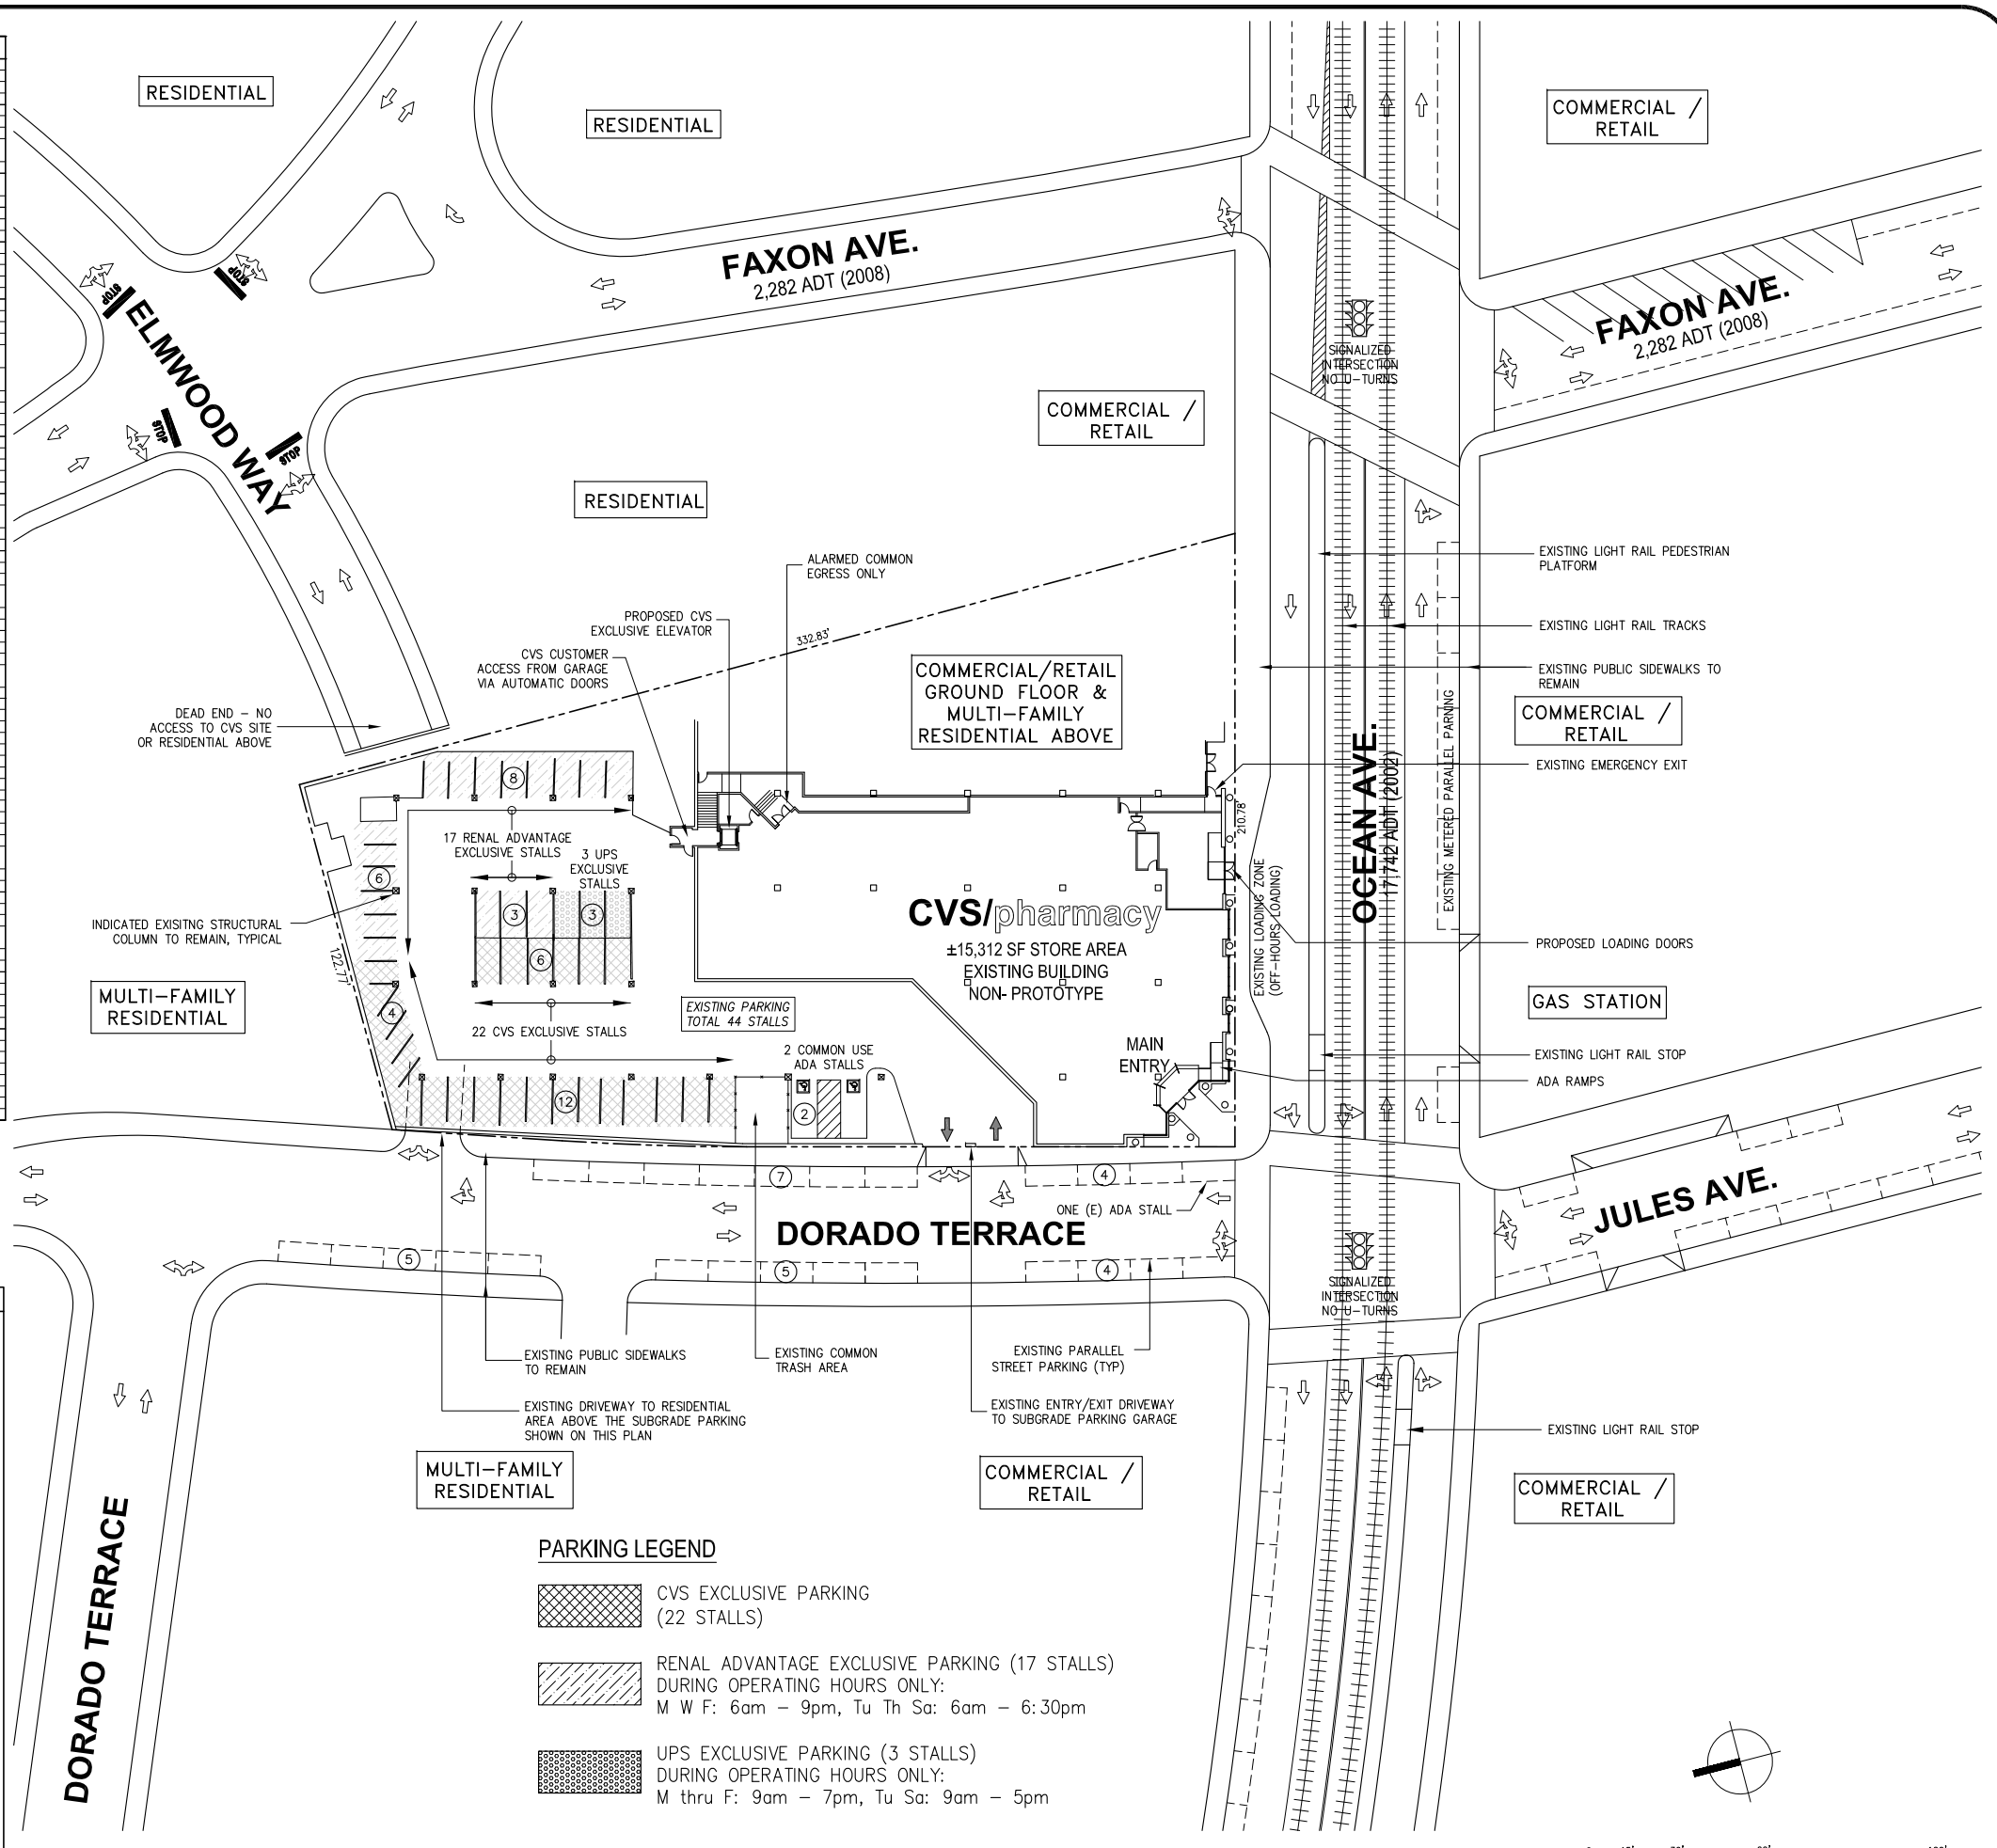 RESIDENTIAL
RESIDENTIAL
COMMERCIAL /
RETAIL
FAXON AVE.
2,282 ADT (2008)
STOP
STOP
ELMWOOD WAY
STOP
STOP
FAXON AVE.
2,282 ADT (2008)
SIGNALIZED
INTERSECTION
NO U-TURNS
COMMERCIAL /
RETAIL
RESIDENTIAL
ALARMED COMMON
EGRESS ONLY
PROPOSED CVS
EXCLUSIVE ELEVATOR
CVS CUSTOMER
ACCESS FROM GARAGE
VIA AUTOMATIC DOORS
332.83'
DEAD END - NO
ACCESS TO CVS SITE
OR RESIDENTIAL ABOVE
COMMERCIAL/RETAIL
GROUND FLOOR &
MULTI-FAMILY
RESIDENTIAL ABOVE
EXISTING LIGHT RAIL PEDESTRIAN
PLATFORM
EXISTING LIGHT RAIL TRACKS
EXISTING PUBLIC SIDEWALKS TO
REMAIN
COMMERCIAL /
RETAIL
EXISTING EMERGENCY EXIT
OCEAN AVE.
17,742 ADT (2002)
EXISTING METERED PARALLEL PARNING
210.78'
EXISTING LOADING ZONE
(OFF-HOURS LOADING)
8
17 RENAL ADVANTAGE
EXCLUSIVE STALLS
3 UPS
EXCLUSIVE
STALLS
6
3
3
6
INDICATED EXISITNG STRUCTURAL
COLUMN TO REMAIN, TYPICAL
122.77'
CVS/pharmacy
±15,312 SF STORE AREA
EXISTING BUILDING
NON- PROTOTYPE
PROPOSED LOADING DOORS
MULTI-FAMILY
RESIDENTIAL
4
22 CVS EXCLUSIVE STALLS
EXISTING PARKING
TOTAL 44 STALLS
GAS STATION
2 COMMON USE
ADA STALLS
MAIN
ENTRY
EXISTING LIGHT RAIL STOP
ADA RAMPS
12
2
7
4
ONE (E) ADA STALL
DORADO TERRACE
JULES AVE.
5
5
4
SIGNALIZED
INTERSECTION
NO U-TURNS
EXISTING PUBLIC SIDEWALKS
TO REMAIN
EXISTING COMMON
TRASH AREA
EXISTING PARALLEL
STREET PARKING (TYP)
EXISTING DRIVEWAY TO RESIDENTIAL
AREA ABOVE THE SUBGRADE PARKING
SHOWN ON THIS PLAN
EXISTING ENTRY/EXIT DRIVEWAY
TO SUBGRADE PARKING GARAGE
EXISTING LIGHT RAIL STOP
MULTI-FAMILY
RESIDENTIAL
COMMERCIAL /
RETAIL
COMMERCIAL /
RETAIL
DORADO TERRACE
PARKING LEGEND
CVS EXCLUSIVE PARKING
(22 STALLS)
RENAL ADVANTAGE EXCLUSIVE PARKING (17 STALLS)
DURING OPERATING HOURS ONLY:
M W F: 6am - 9pm, Tu Th Sa: 6am - 6:30pm
UPS EXCLUSIVE PARKING (3 STALLS)
DURING OPERATING HOURS ONLY:
M thru F: 9am - 7pm, Tu Sa: 9am - 5pm